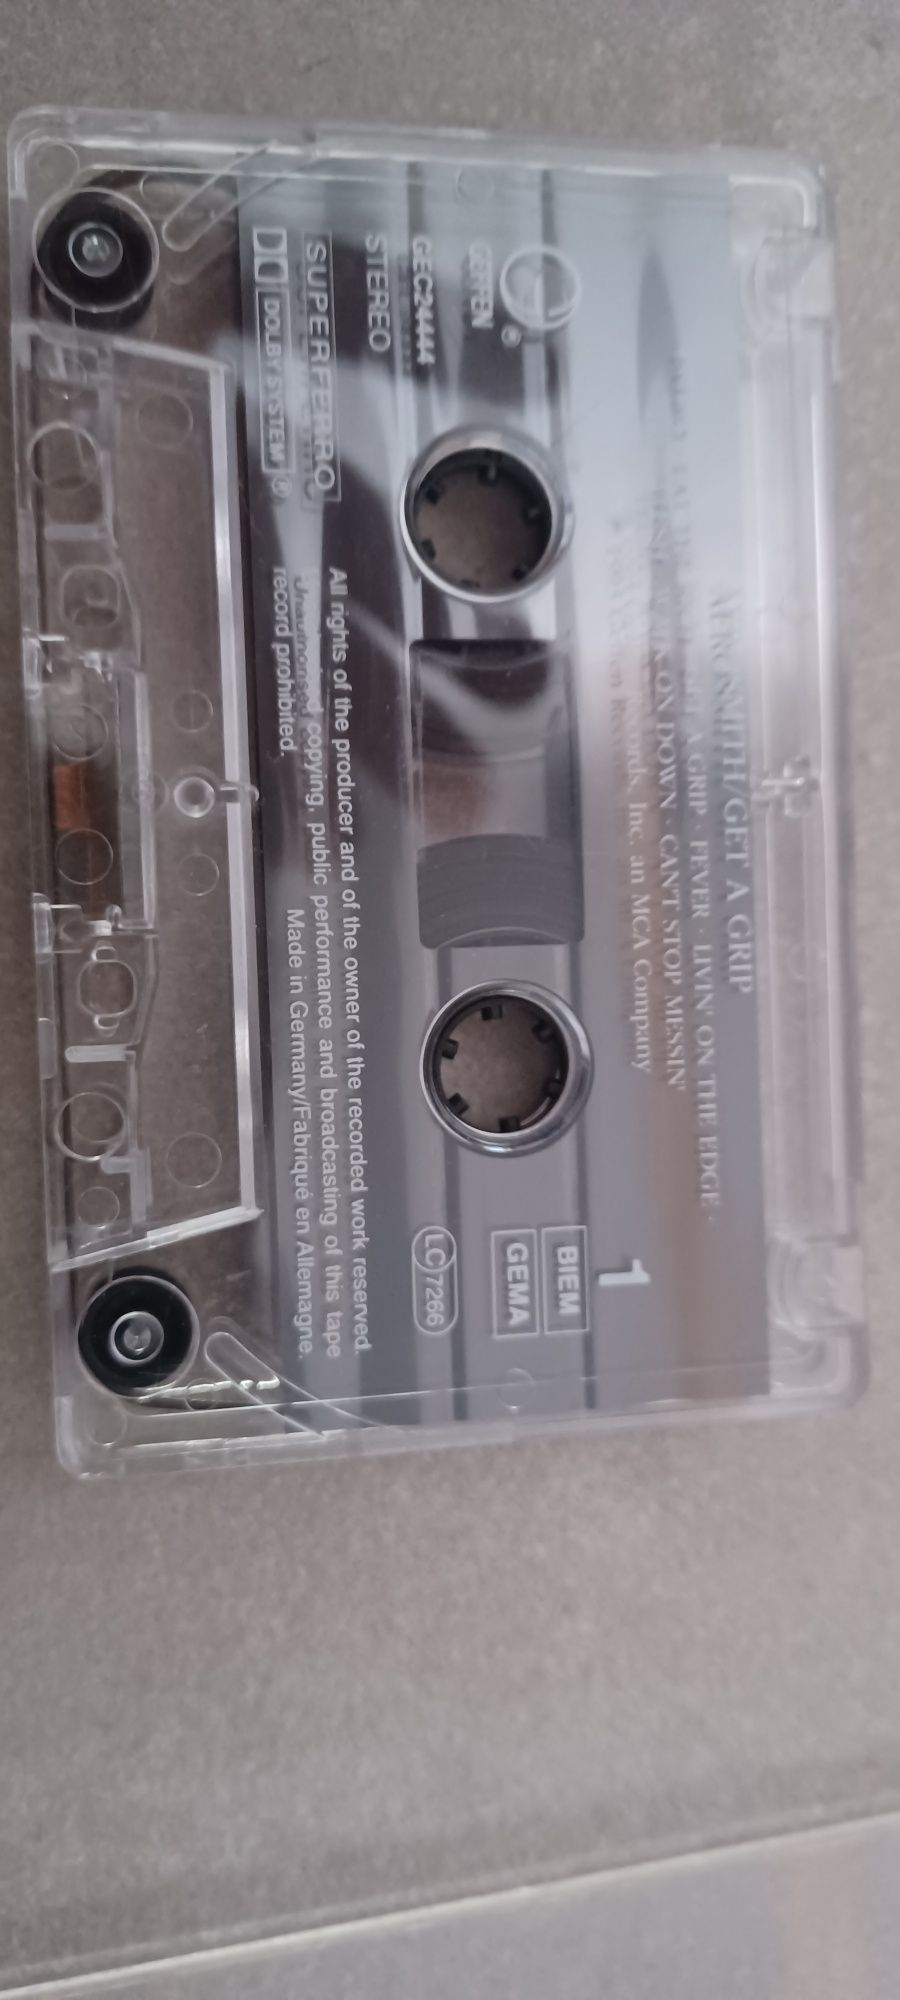 AEROSMITH/GET A GRIP
A GRIP · FEVER · LIVIN' ON THE EDGE ·
ON DOWN · CAN'T STOP MESSIN'
Records, Inc. an MCA Company
1
GEFFEN
®
BIEM
GEMA
GEC24444
LC 7266
STEREO
SUPERFERRO
DOLBY SYSTEM ®
All rights of the producer and of the owner of the recorded work reserved.
Unauthorised copying, public performance and broadcasting of this tape
record prohibited. Made in Germany/Fabriqué en Allemagne.